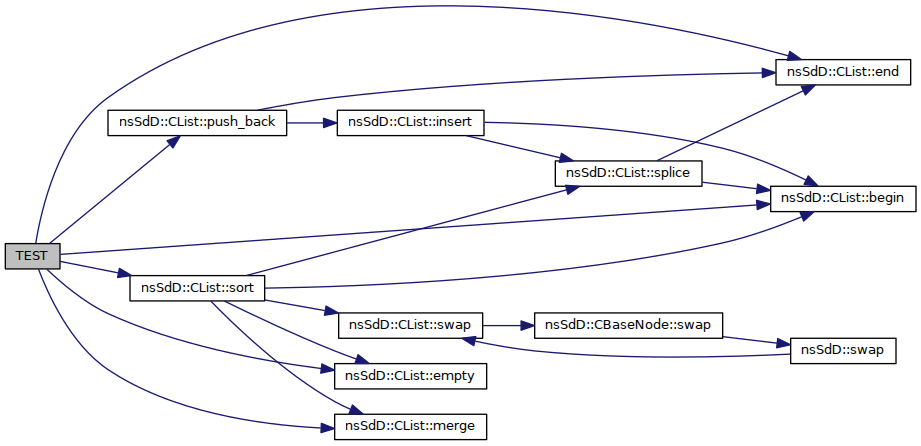 nsSdD::CList::end
nsSdD::CList::push_back
nsSdD::CList::insert
nsSdD::CList::splice
nsSdD::CList::begin
TEST
nsSdD::CList::sort
nsSdD::CList::swap
nsSdD::CBaseNode::swap
nsSdD::swap
nsSdD::CList::empty
nsSdD::CList::merge